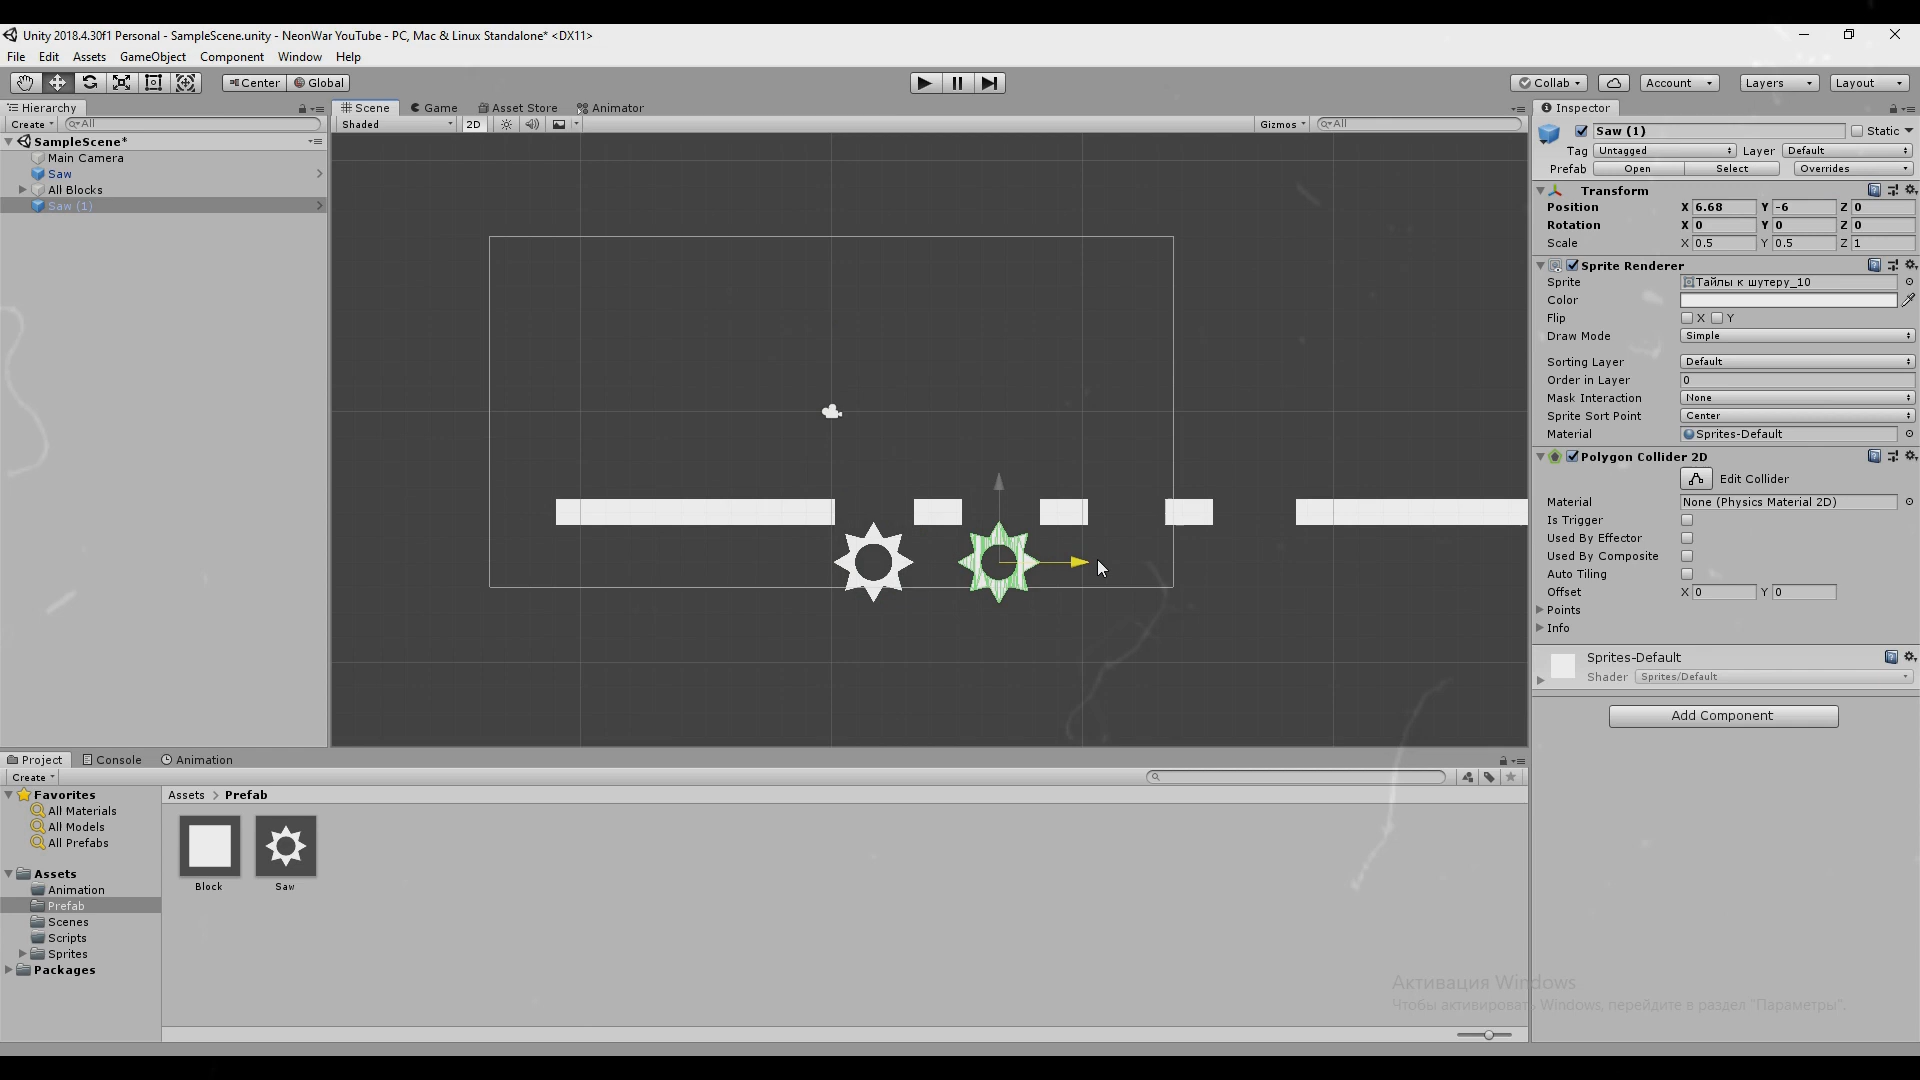 Unity 2018.4.30f1 Personal - SampleScene.unity - NeonWar YouTube - PC, Mac & Linux Standalone* <DX11>
File Edit Assets GameObject Component Window Help
Center Global Collab Account Layers Layout
Hierarchy
Create All
SampleScene*
Main Camera
Saw
All Blocks
Saw (1)
Scene Game Asset Store Animator
Shaded 2D Gizmos All
Inspector
Saw (1) Static
Tag Untagged Layer Default
Prefab Open Select Overrides
Transform
Position X 6.68 Y -6 Z 0
Rotation X 0 Y 0 Z 0
Scale X 0.5 Y 0.5 Z 1
Sprite Renderer
Sprite Тайлы к шутеру_10
Color
Flip X Y
Draw Mode Simple
Sorting Layer Default
Order in Layer 0
Mask Interaction None
Sprite Sort Point Center
Material Sprites-Default
Polygon Collider 2D
Edit Collider
Material None (Physics Material 2D)
Is Trigger
Used By Effector
Used By Composite
Auto Tiling
Offset X 0 Y 0
Points
Info
Sprites-Default
Shader Sprites/Default
Add Component
Project Console Animation
Create
Favorites
All Materials
All Models
All Prefabs
Assets
Animation
Prefab
Scenes
Scripts
Sprites
Packages
Assets > Prefab
Block Saw
Активация Windows
Чтобы активировать Windows, перейдите в раздел "Параметры".